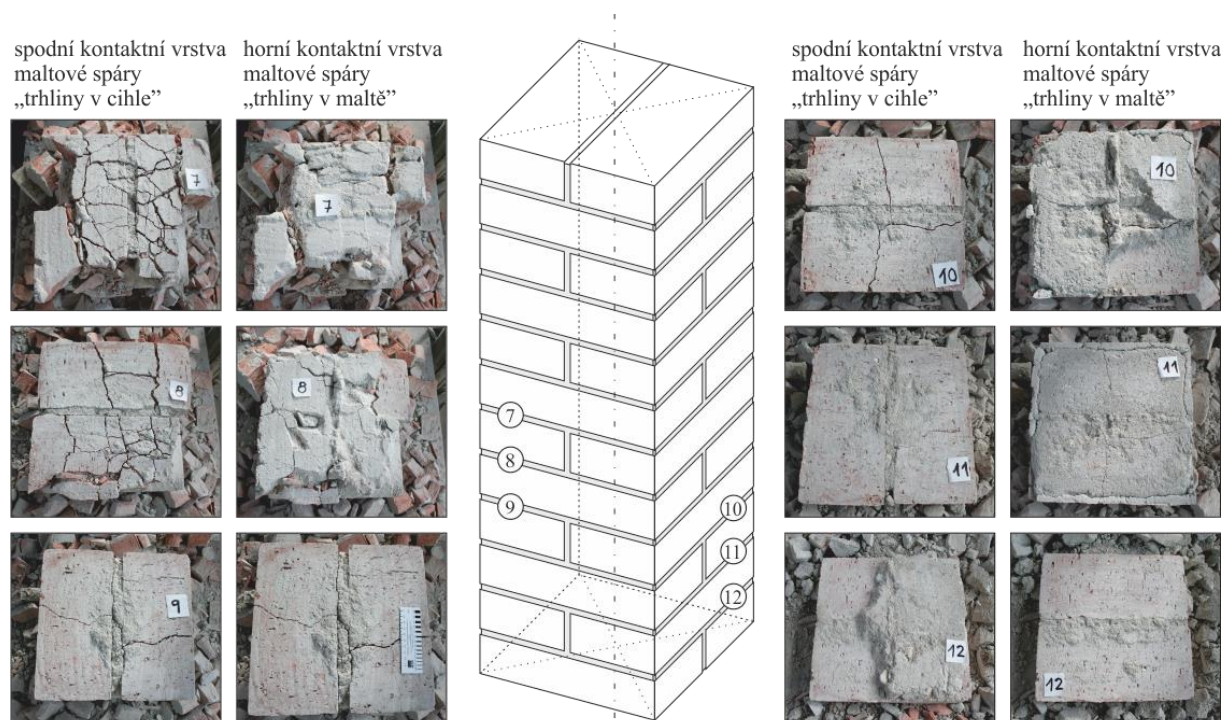 spodní kontaktní vrstva
maltové spáry
„trhliny v cihle”
horní kontaktní vrstva
maltové spáry
„trhliny v maltě”
spodní kontaktní vrstva
maltové spáry
„trhliny v cihle”
horní kontaktní vrstva
maltové spáry
„trhliny v maltě”
7
7
8
8
9
7
8
9
10
11
12
10
10
11
11
12
12